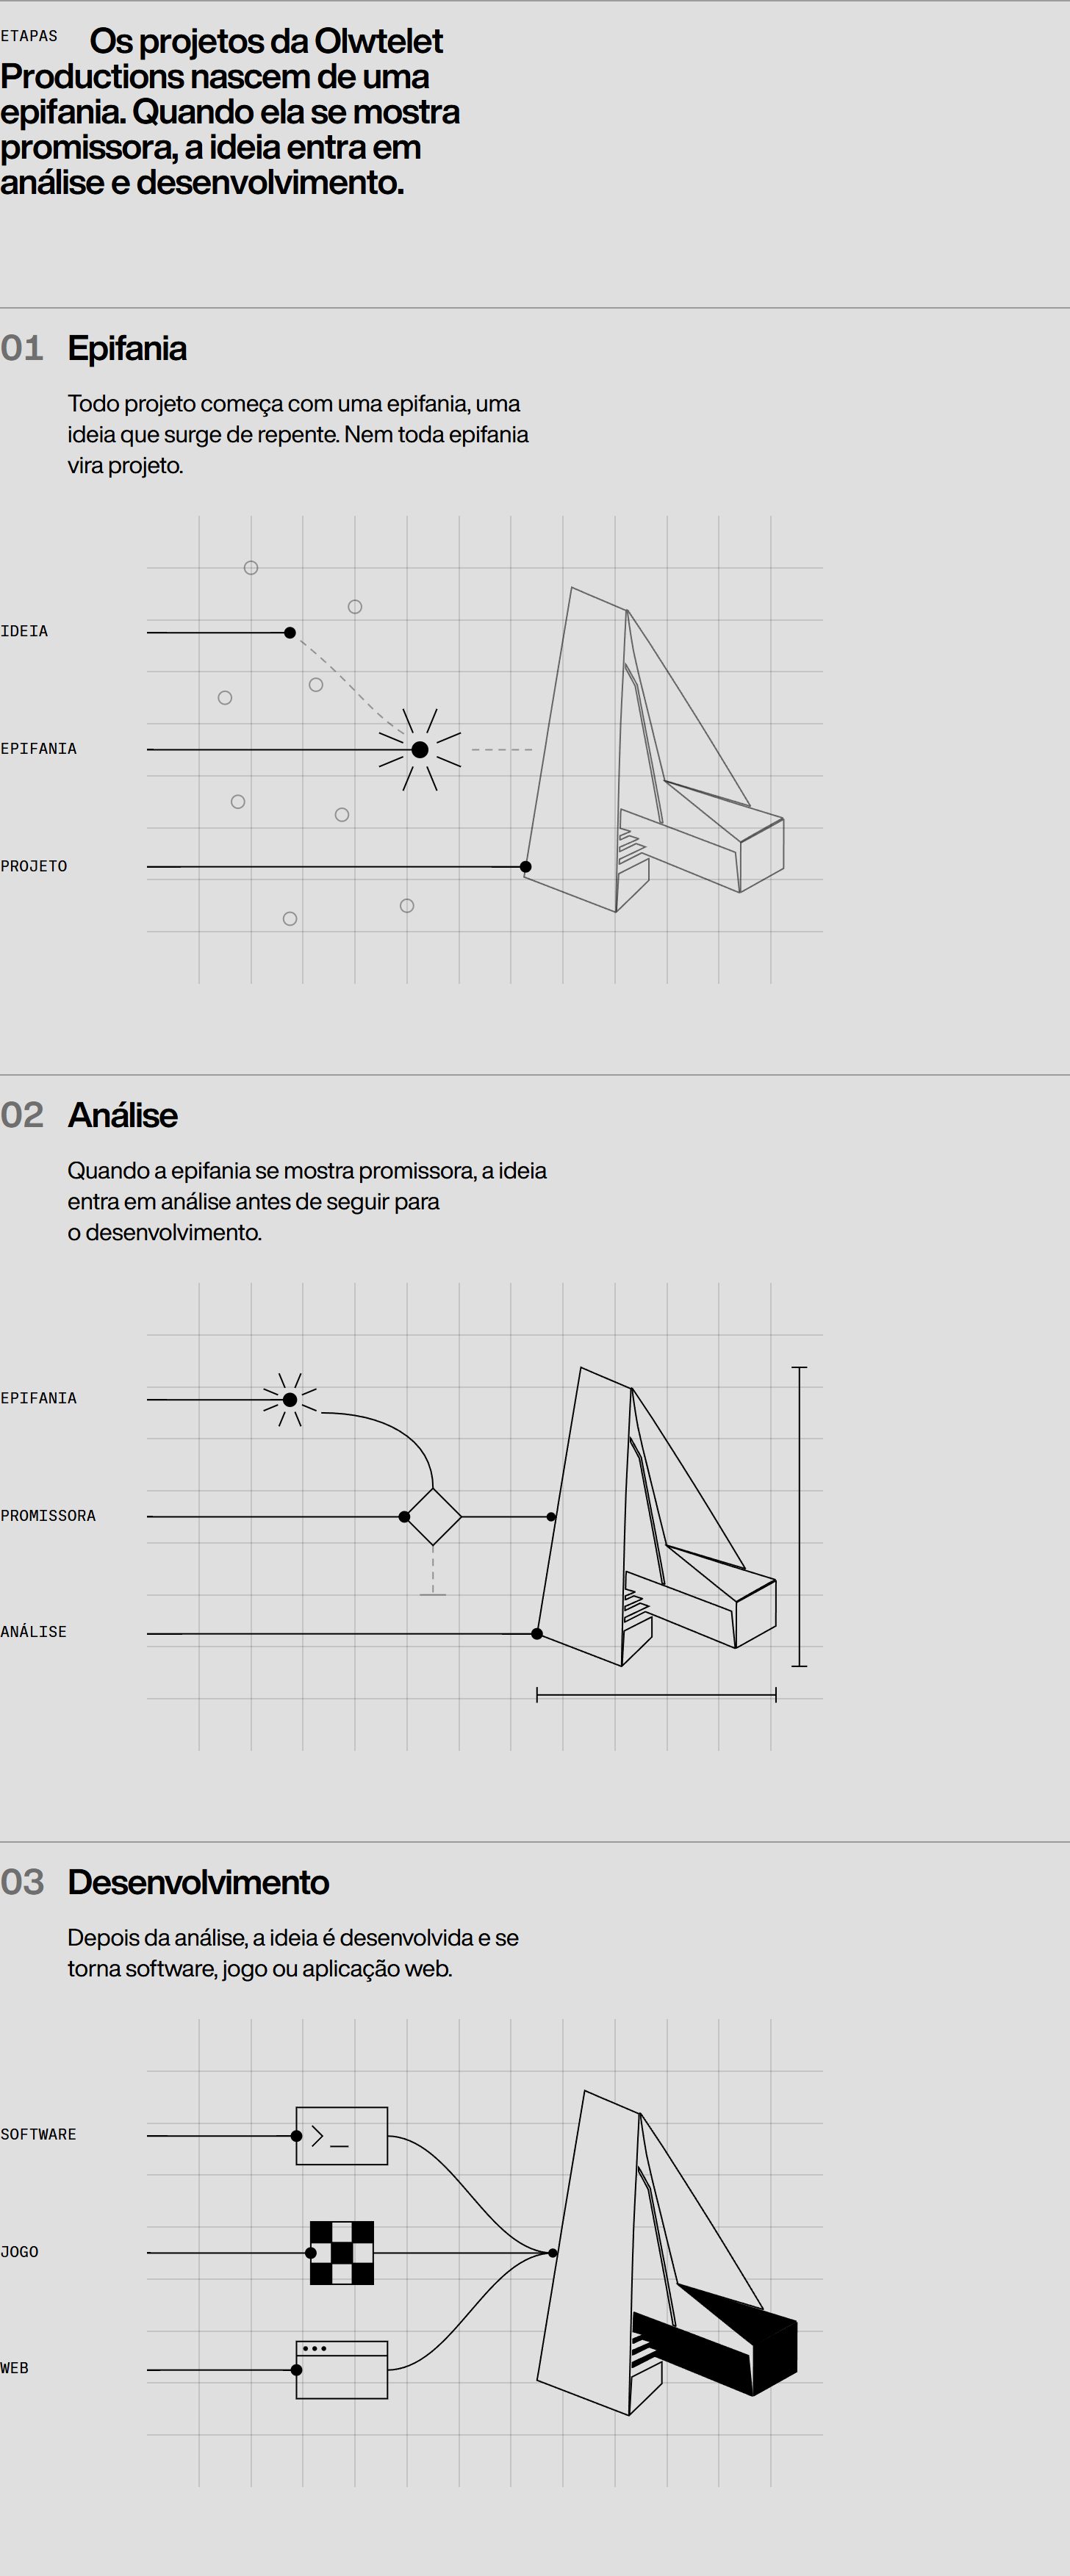 ETAPAS Os projetos da Olwtelet
Productions nascem de uma
epifania. Quando ela se mostra
promissora, a ideia entra em
análise e desenvolvimento.
01 Epifania
Todo projeto começa com uma epifania, uma
ideia que surge de repente. Nem toda epifania
vira projeto.
IDEIA
EPIFANIA
PROJETO
02 Análise
Quando a epifania se mostra promissora, a ideia
entra em análise antes de seguir para
o desenvolvimento.
EPIFANIA
PROMISSORA
ANÁLISE
03 Desenvolvimento
Depois da análise, a ideia é desenvolvida e se
torna software, jogo ou aplicação web.
SOFTWARE
JOGO
WEB